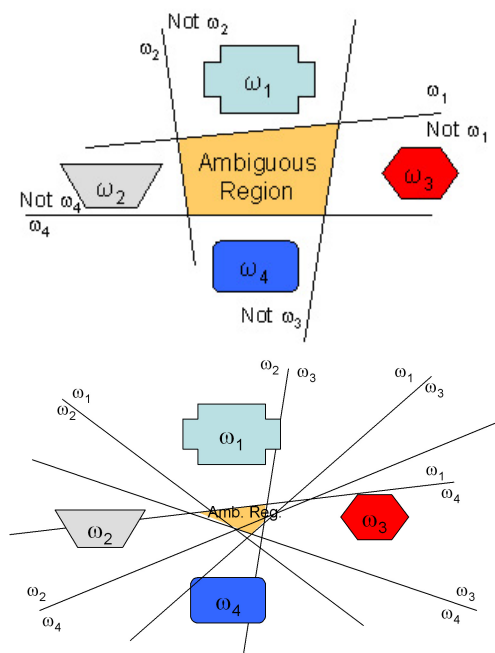 Not ω₂
ω₂
ω₁
ω₁
Not ω₁
Ambiguous
Region
ω₂
ω₃
Not ω₄
ω₄
ω₄
Not ω₃
ω₂ ω₃
ω₁
ω₃
ω₁
ω₂
ω₁
ω₁
ω₄
Amb. Reg.
ω₂
ω₃
ω₄
ω₂
ω₄
ω₃
ω₄